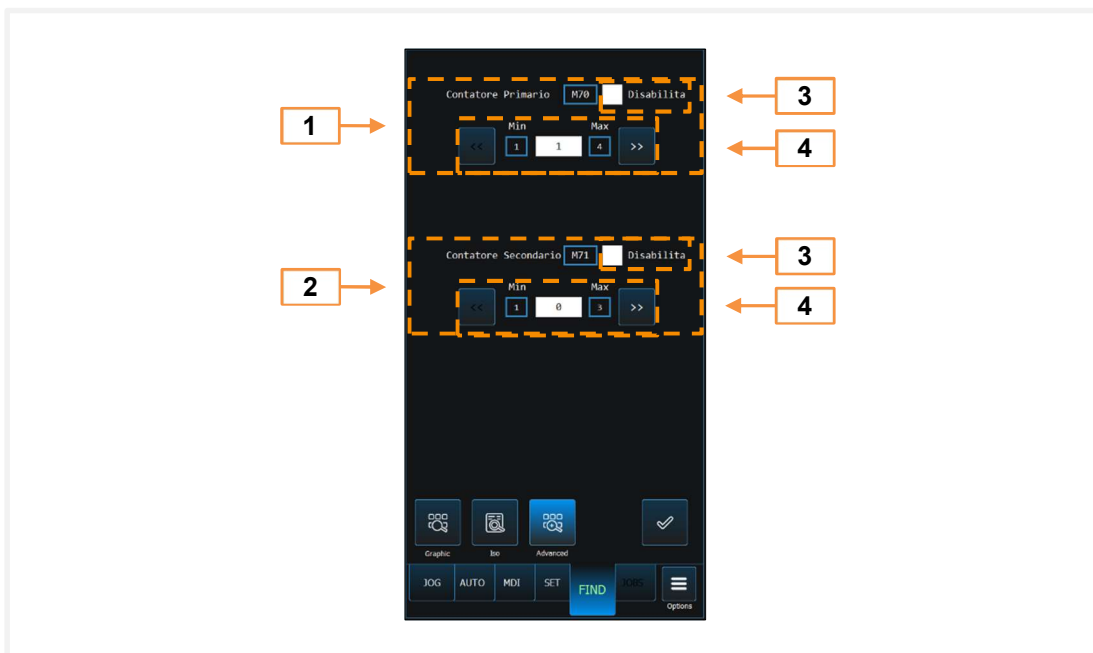 Contatore Primario M70 Disabilita
3
1
Min Max
<< 1 1 4 >>
4
Contatore Secondario M71 Disabilita
3
2
Min Max
<< 1 0 3 >>
4
Graphic Iso Advanced
JOG AUTO MDI SET FIND JOBS
Options